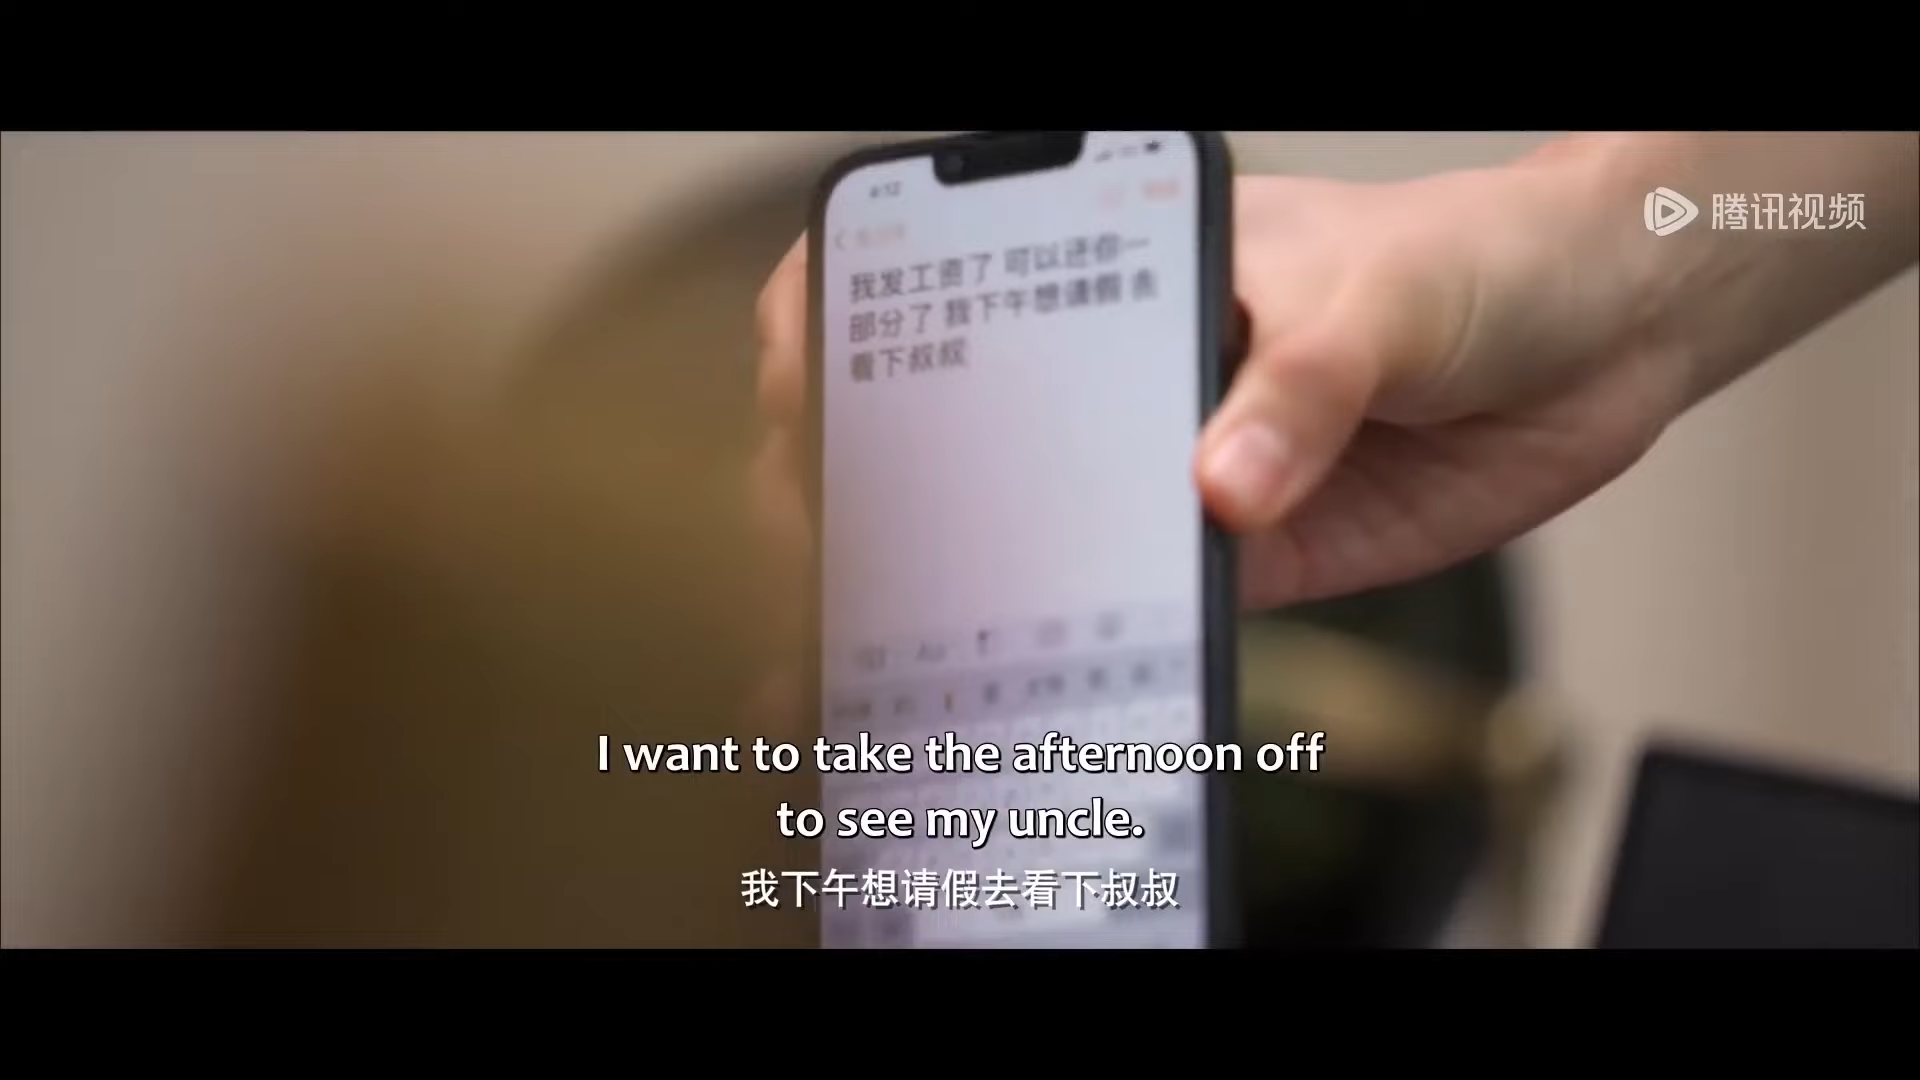 腾讯视频
4:12
我发工资了 可以还你一
部分了 我下午想请假 去
看下叔叔
I want to take the afternoon off
to see my uncle.
我下午想请假去看下叔叔